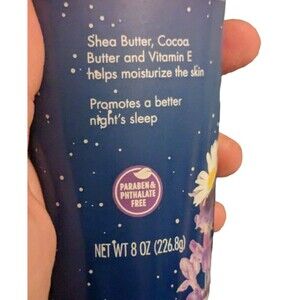 Shea Butter, Cocoa
Butter and Vitamin E
helps moisturize the skin
Promotes a better
night's sleep
PARABEN &
PHTHALATE
FREE
NET WT 8 OZ (226.8g)